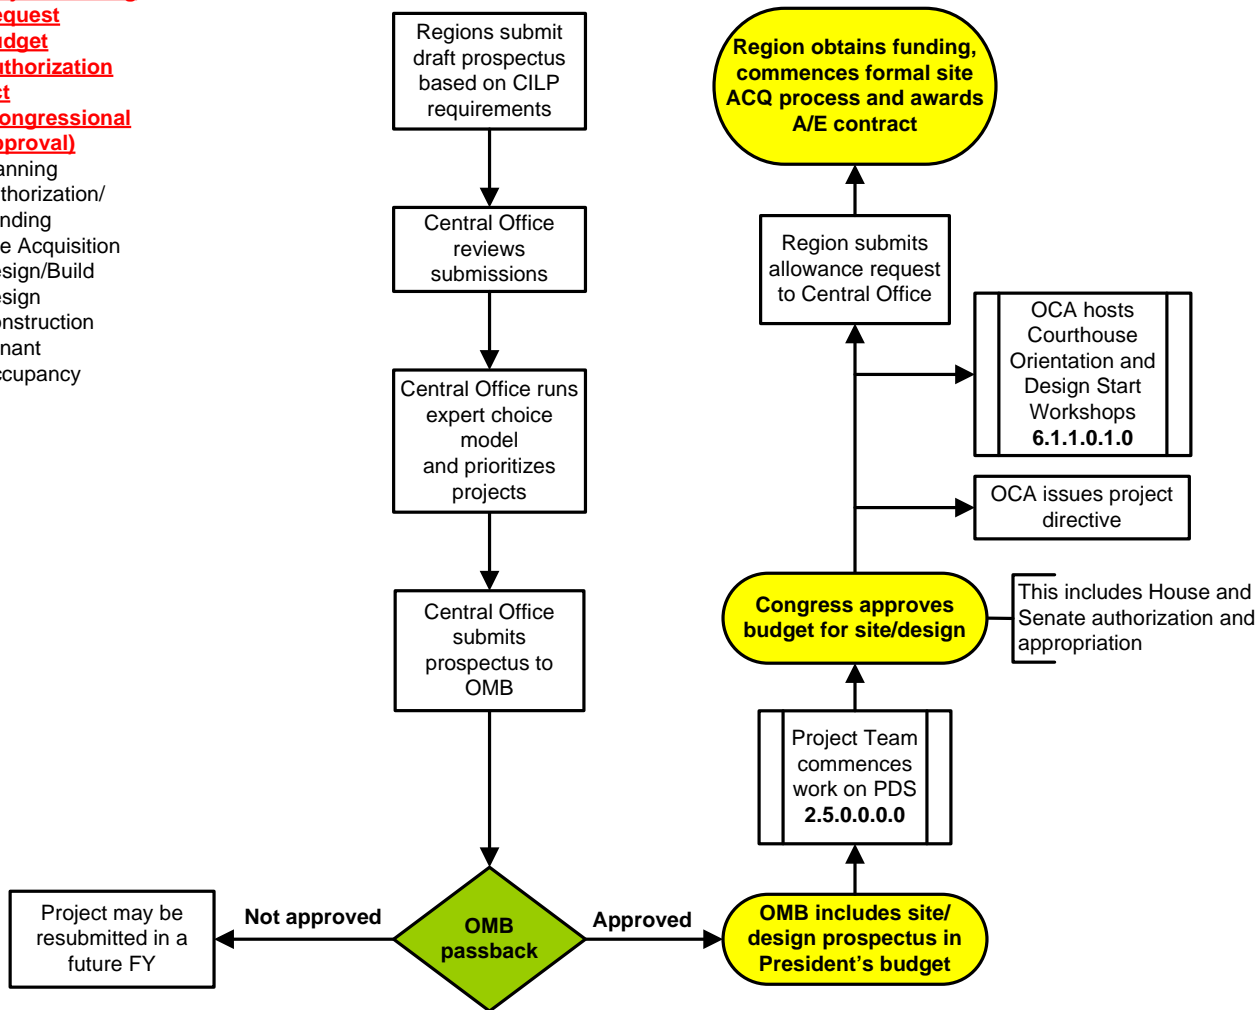 equest
udget
uthorization
ct
ongressional
pproval)
anning
thorization/
nding
e Acquisition
esign/Build
esign
onstruction
nant
ccupancy
Regions submit
draft prospectus
based on CILP
requirements
Central Office
reviews
submissions
Central Office runs
expert choice
model
and prioritizes
projects
Central Office
submits
prospectus to
OMB
OMB
passback
Not approved
Project may be
resubmitted in a
future FY
Approved
OMB includes site/
design prospectus in
President's budget
Project Team
commences
work on PDS
2.5.0.0.0.0
Congress approves
budget for site/design
This includes House and
Senate authorization and
appropriation
OCA issues project
directive
OCA hosts
Courthouse
Orientation and
Design Start
Workshops
6.1.1.0.1.0
Region submits
allowance request
to Central Office
Region obtains funding,
commences formal site
ACQ process and awards
A/E contract